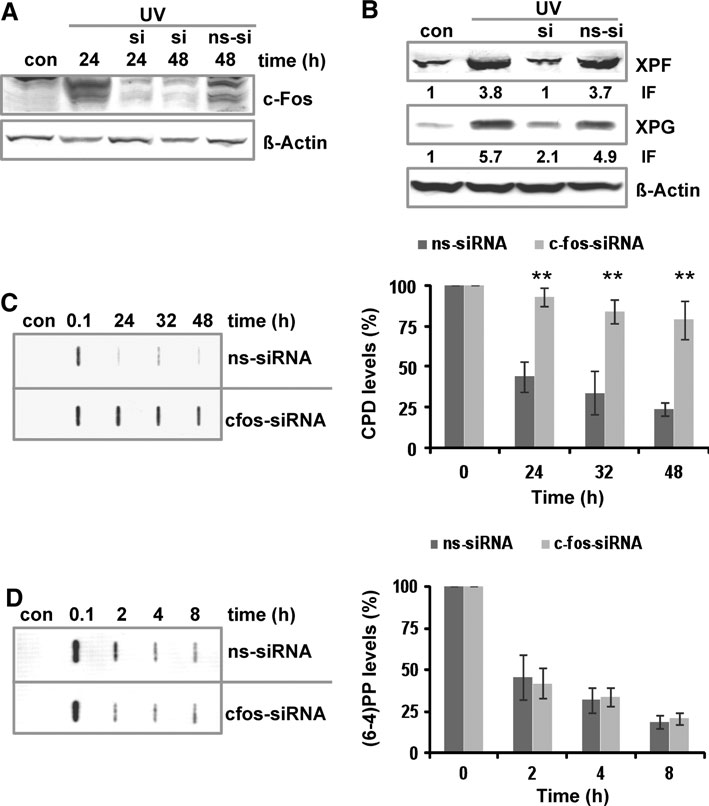 A
UV
si si ns-si
con 24 24 48 48 time (h)
c-Fos
ß-Actin
B
UV
con si ns-si
XPF
1 3.8 1 3.7 IF
XPG
1 5.7 2.1 4.9 IF
ß-Actin
C
con 0.1 24 32 48 time (h)
ns-siRNA
cfos-siRNA
ns-siRNA c-fos-siRNA
CPD levels (%)
100
75
50
25
0
** ** **
0 24 32 48
Time (h)
D
con 0.1 2 4 8 time (h)
ns-siRNA
cfos-siRNA
ns-siRNA c-fos-siRNA
(6-4)PP levels (%)
100
75
50
25
0
0 2 4 8
Time (h)